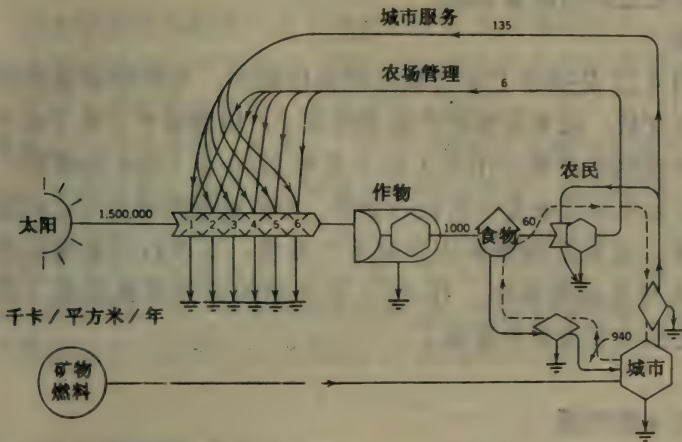 城市服务
135
农场管理
6
农民
作物
太阳
1,500,000
1 2 3 4 5 6
1000
食物
60
千卡/平方米/年
940
矿物
燃料
城市